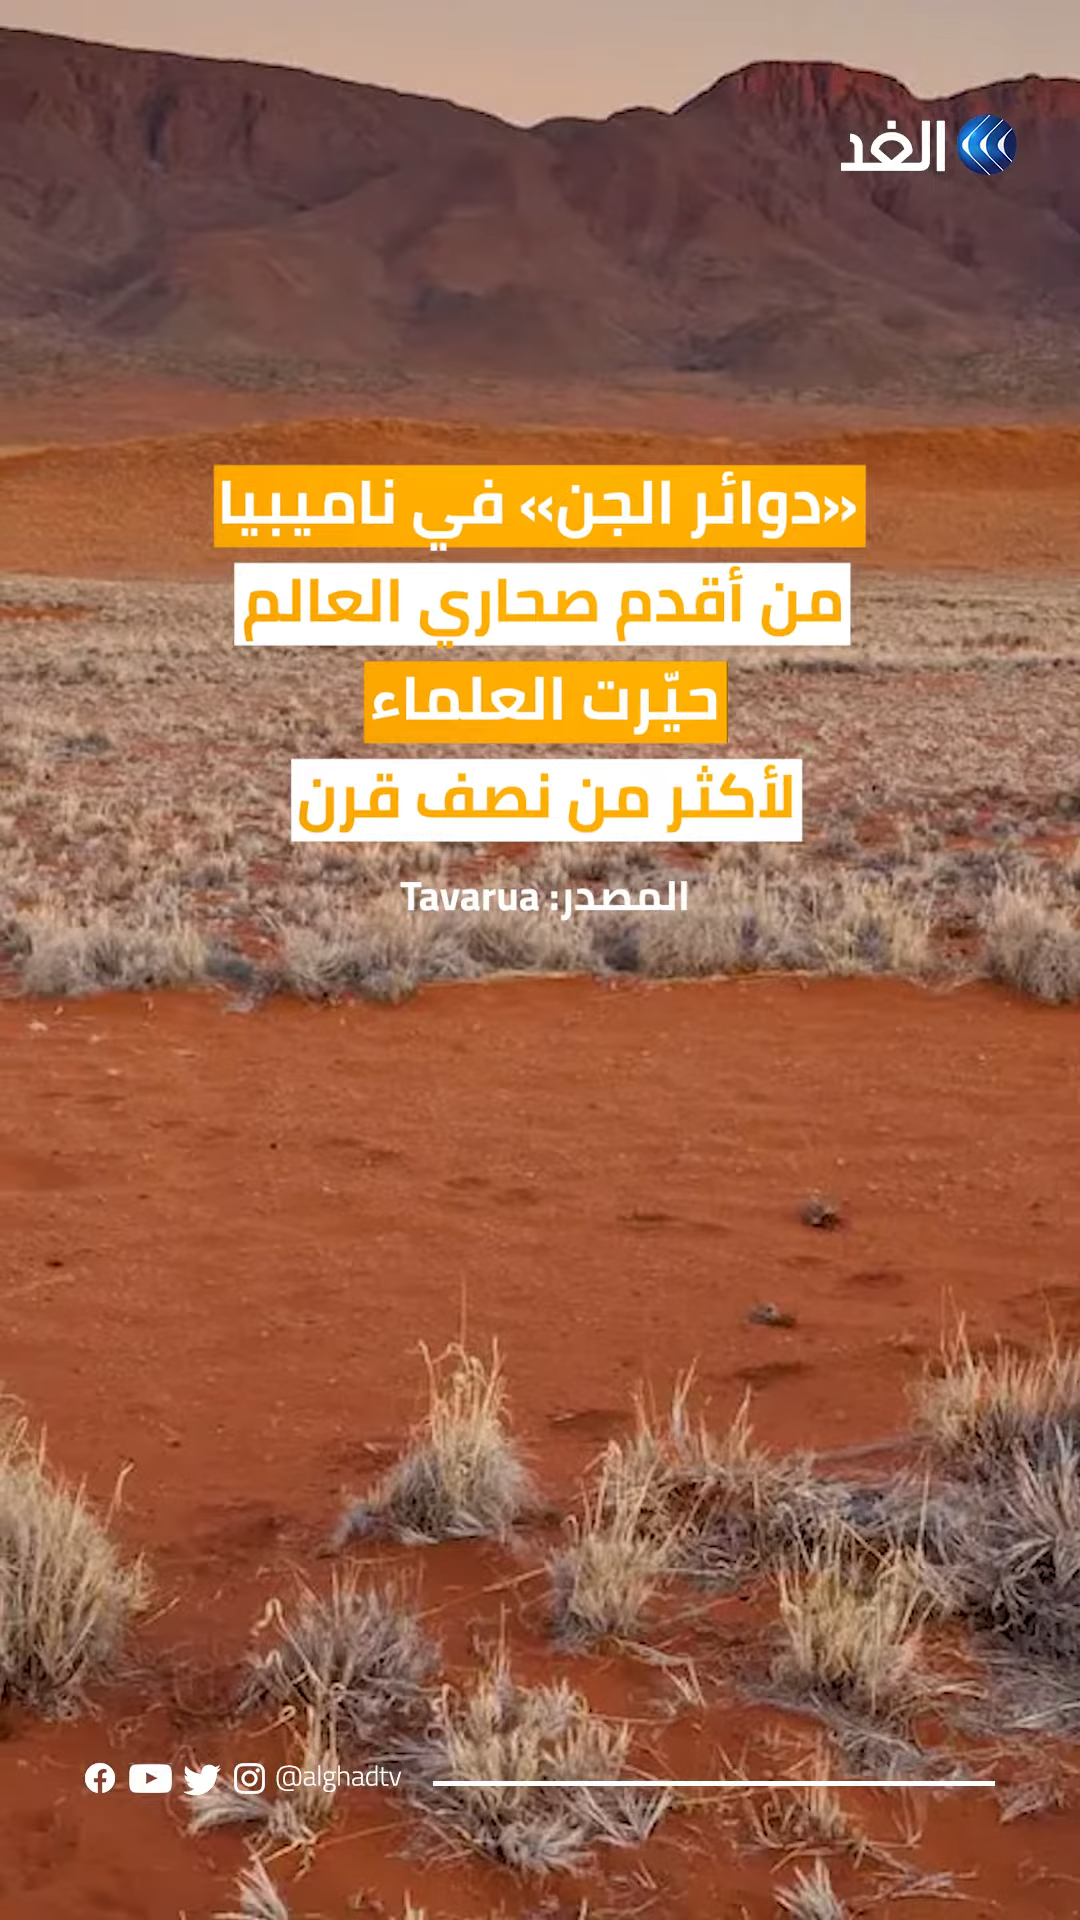 الغد
«دوائر الجن» في ناميبيا
من أقدم صحاري العالم
حيّرت العلماء
لأكثر من نصف قرن
المصدر: Tavarua
@alghadtv